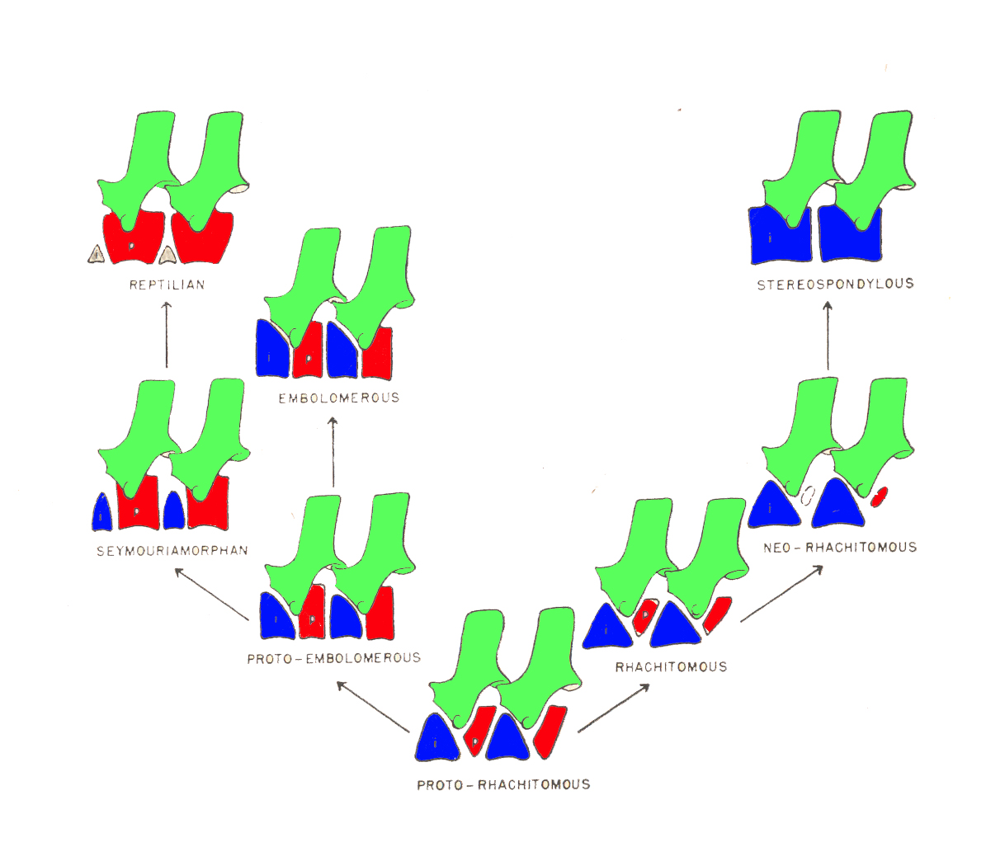 REPTILIAN
STEREOSPONDYLOUS
EMBOLOMEROUS
SEYMOURIAMORPHAN
NEO-RHACHITOMOUS
PROTO-EMBOLOMEROUS
RHACHITOMOUS
PROTO-RHACHITOMOUS
p
i
i
p
i
p
i
i
p
i
p
i
p